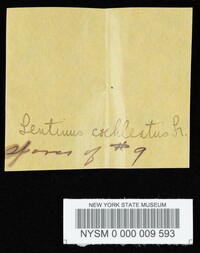 Lentinus cochleatus Fr.
Spores of #9
NEW YORK STATE MUSEUM
NYSM 0 000 009 593